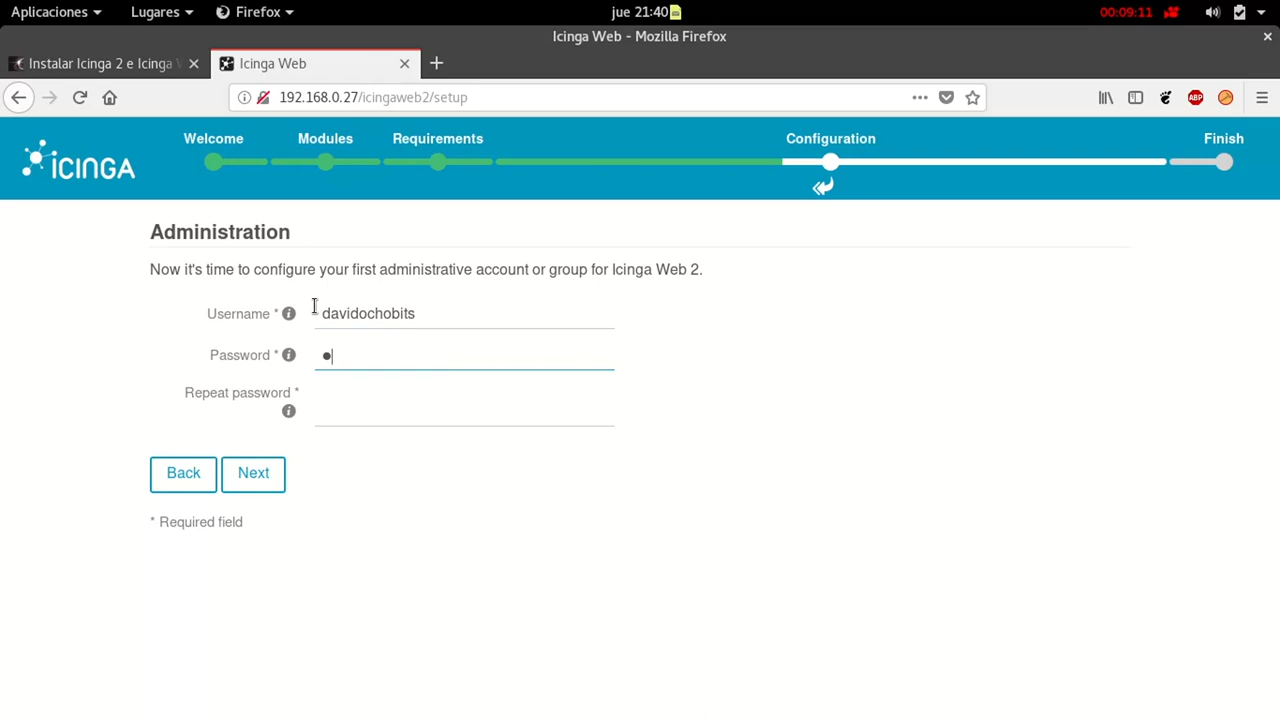 Aplicaciones Lugares Firefox jue 21:40 00:09:11
Icinga Web - Mozilla Firefox
Instalar Icinga 2 e Icinga Icinga Web
192.168.0.27/icingaweb2/setup ABP
Welcome Modules Requirements Configuration Finish
ICINGA
Administration
Now it's time to configure your first administrative account or group for Icinga Web 2.
Username * davidochobits
Password *
Repeat password *
Back Next
* Required field